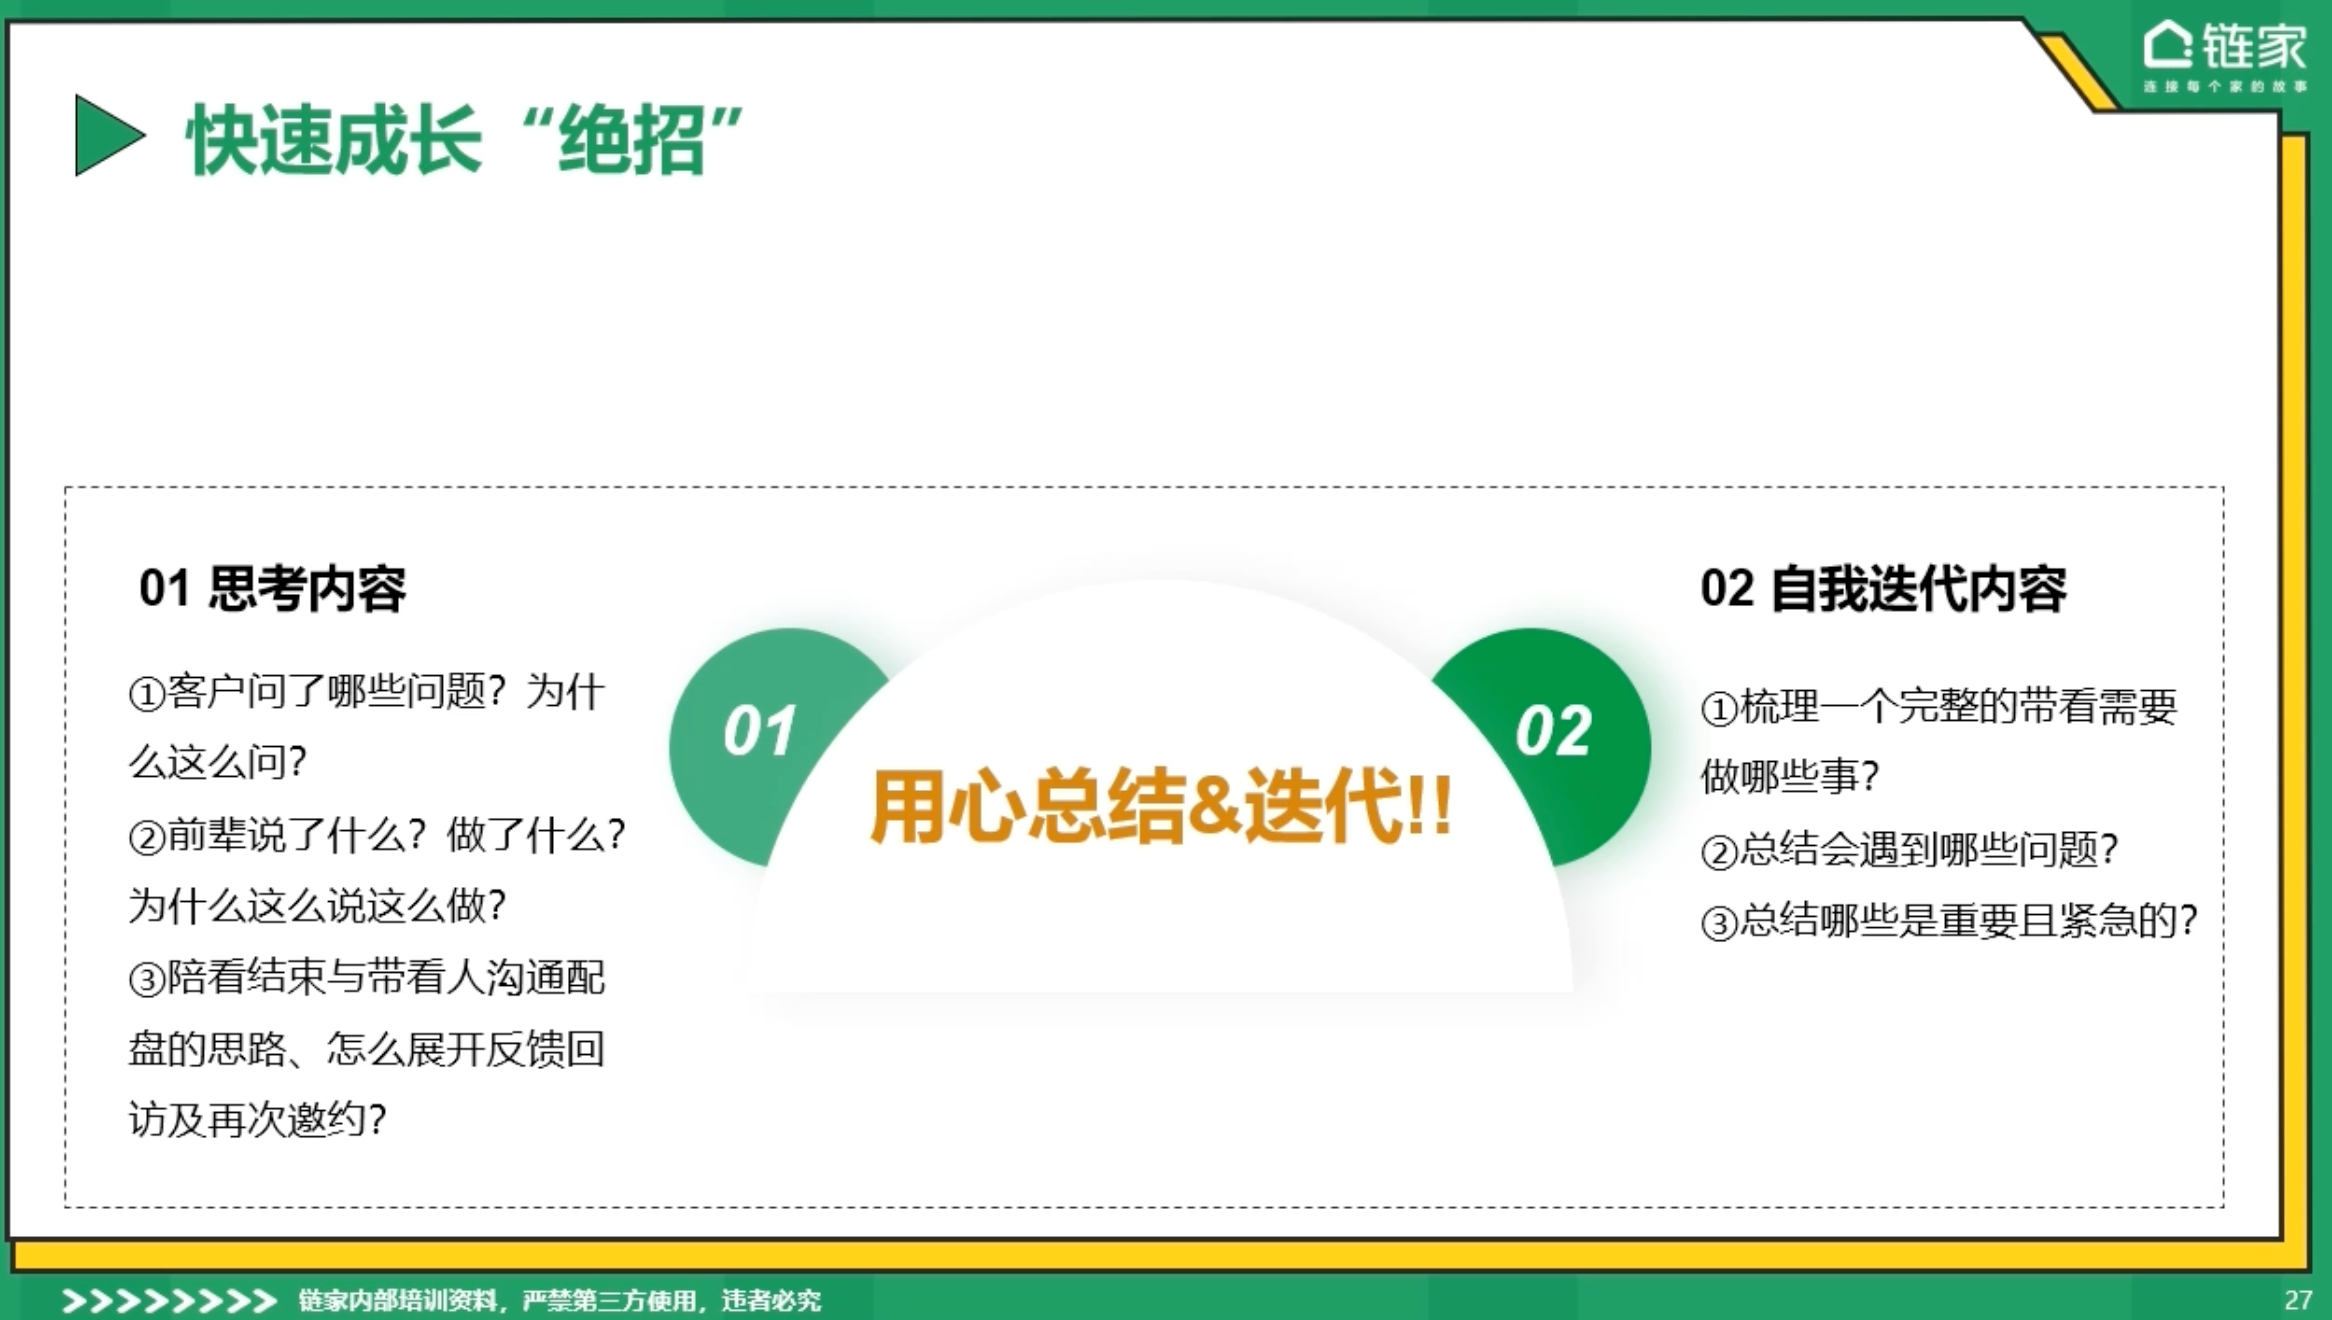 链家
连接每个家的故事
快速成长“绝招”
01 思考内容
①客户问了哪些问题？为什
么这么问？
②前辈说了什么？做了什么？
为什么这么说这么做？
③陪看结束与带看人沟通配
盘的思路、怎么展开反馈回
访及再次邀约？
01
用心总结&迭代!!
02
02 自我迭代内容
①梳理一个完整的带看需要
做哪些事？
②总结会遇到哪些问题？
③总结哪些是重要且紧急的？
链家内部培训资料，严禁第三方使用，违者必究
27